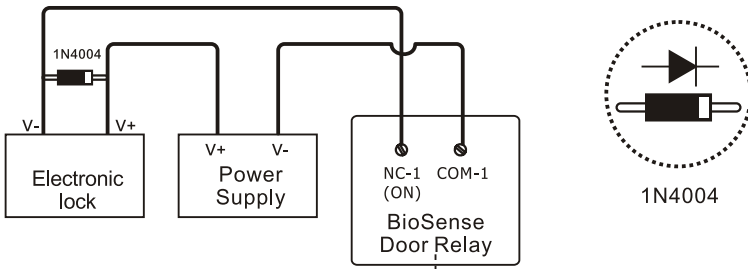 1N4004
V-
V+
Electronic
lock
V+
V-
Power
Supply
NC-1
COM-1
(ON)
BioSense
Door Relay
1N4004